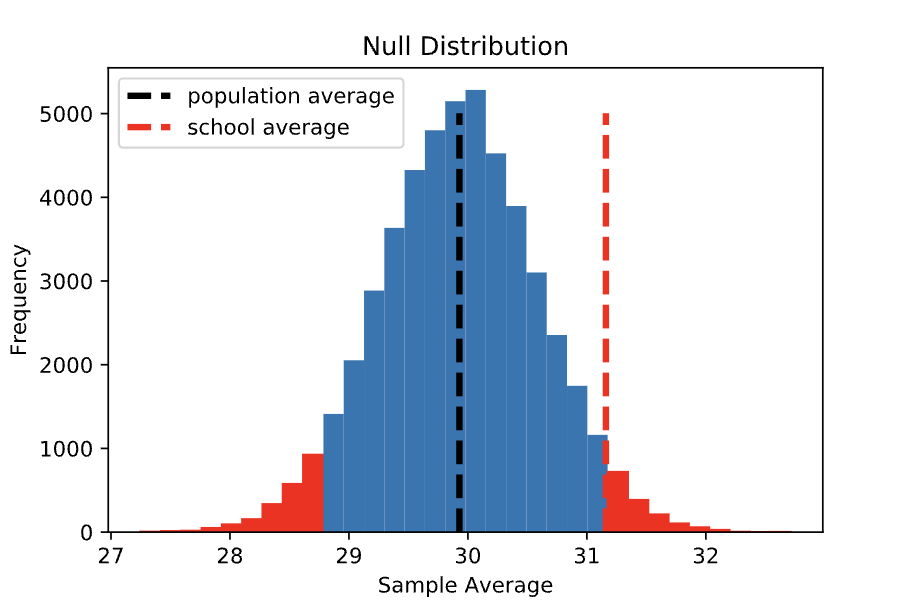 Null Distribution
population average
school average
5000
4000
3000
2000
1000
0
Frequency
27 28 29 30 31 32
Sample Average